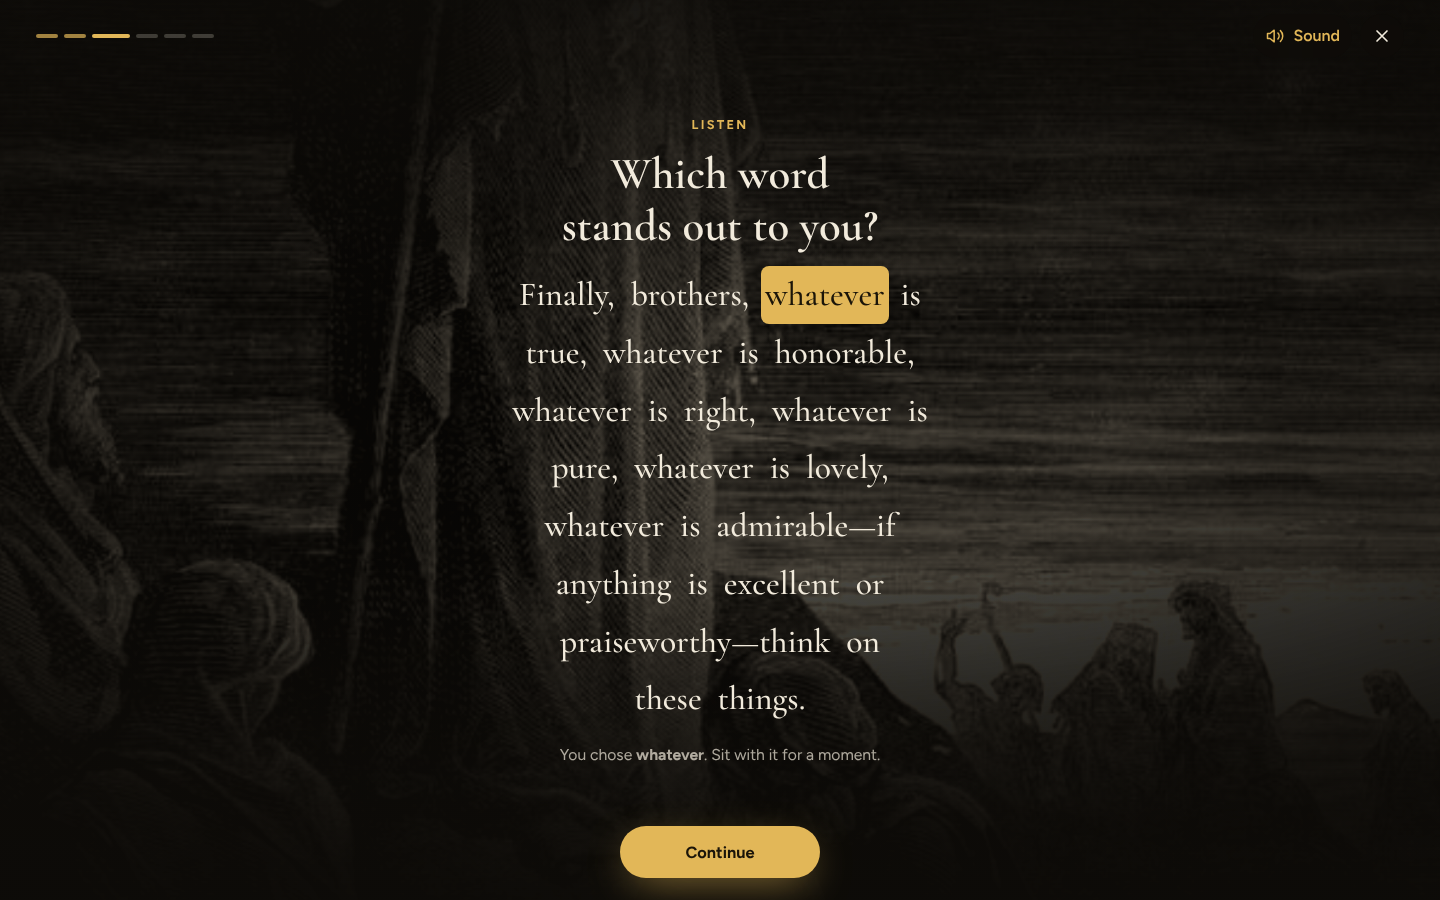 Sound
LISTEN
Which word
stands out to you?
Finally, brothers, whatever is
true, whatever is honorable,
whatever is right, whatever is
pure, whatever is lovely,
whatever is admirable—if
anything is excellent or
praiseworthy—think on
these things.
You chose whatever. Sit with it for a moment.
Continue